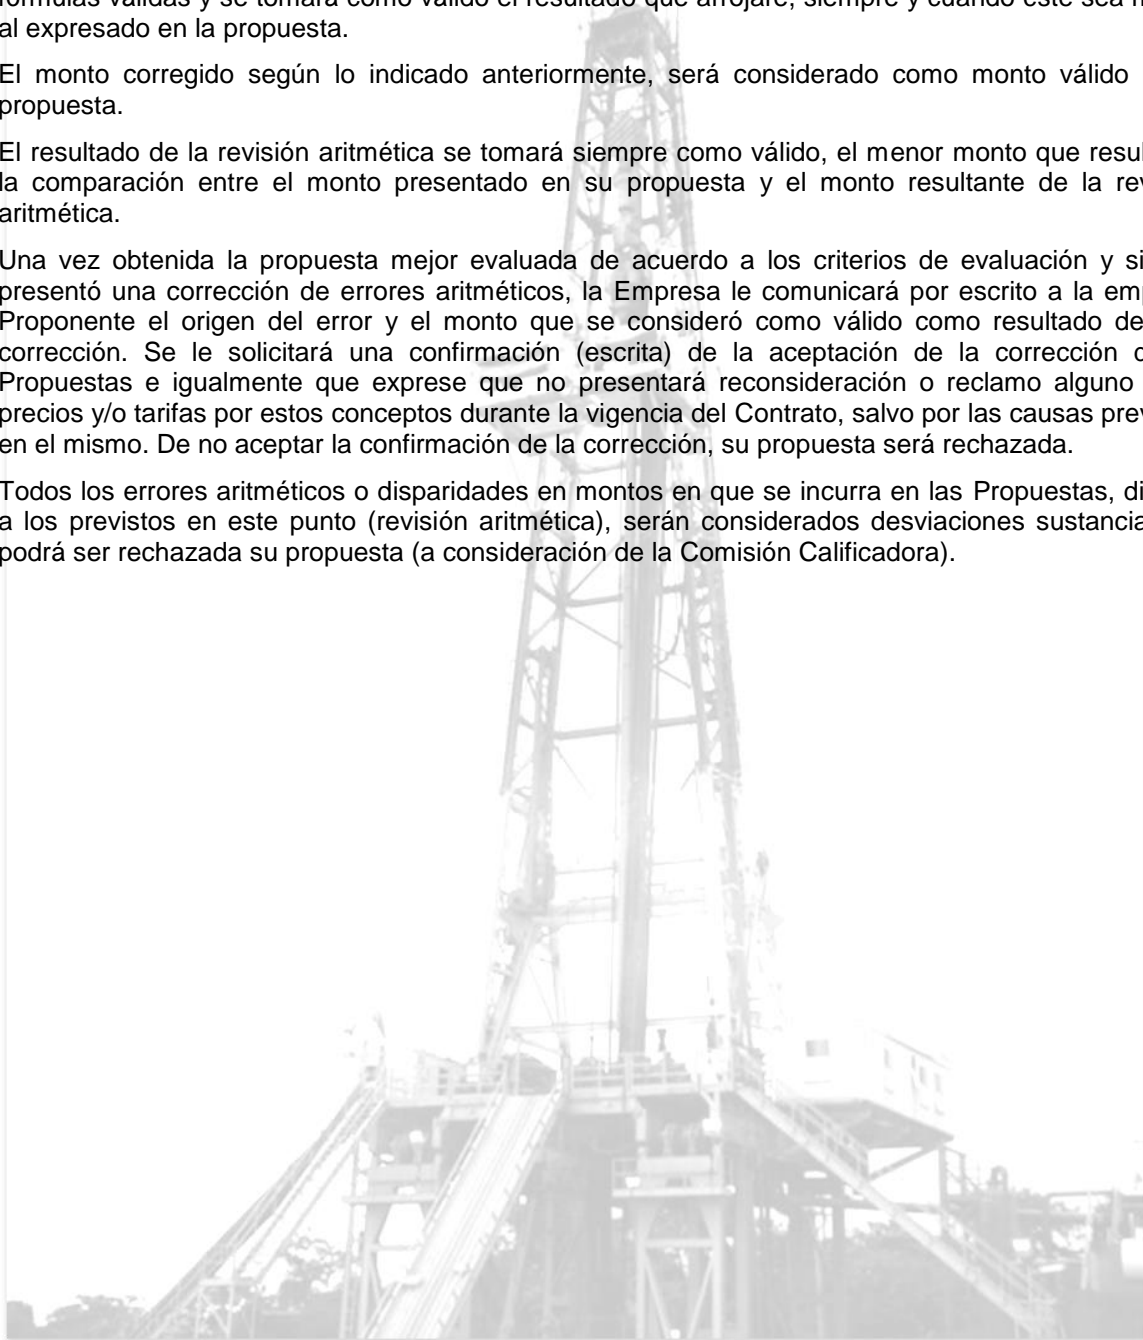 fórmulas válidas y se tomará como válido el resultado que arrojare, siempre y cuando éste sea
al expresado en la propuesta.
El monto corregido según lo indicado anteriormente, será considerado como monto válido
propuesta.
El resultado de la revisión aritmética se tomará siempre como válido, el menor monto que
la comparación entre el monto presentado en su propuesta y el monto resultante de la
aritmética.
Una vez obtenida la propuesta mejor evaluada de acuerdo a los criterios de evaluación y
presentó una corrección de errores aritméticos, la Empresa le comunicará por escrito a la
Proponente el origen del error y el monto que se consideró como válido como resultado
corrección. Se le solicitará una confirmación (escrita) de la aceptación de la corrección
Propuestas e igualmente que exprese que no presentará reconsideración o reclamo alguno
precios y/o tarifas por estos conceptos durante la vigencia del Contrato, salvo por las causas
en el mismo. De no aceptar la confirmación de la corrección, su propuesta será rechazada.
Todos los errores aritméticos o disparidades en montos en que se incurra en las Propuestas,
a los previstos en este punto (revisión aritmética), serán considerados desviaciones
podrá ser rechazada su propuesta (a consideración de la Comisión Calificadora).